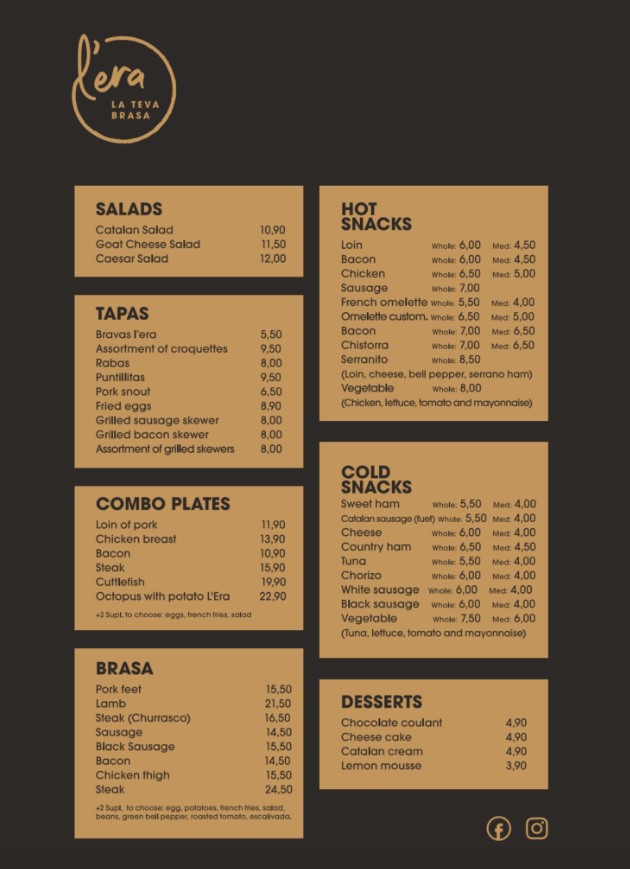 l'era
LA TEVA
BRASA
SALADS
Catalan Salad 10,90
Goat Cheese Salad 11,50
Caesar Salad 12,00
TAPAS
Bravas l'era 5,50
Assortment of croquettes 9,50
Rabas 8,00
Puntillitas 9,50
Pork snout 6,50
Fried eggs 8,90
Grilled sausage skewer 8,00
Grilled bacon skewer 8,00
Assortment of grilled skewers 8,00
COMBO PLATES
Loin of pork 11,90
Chicken breast 13,90
Bacon 10,90
Steak 15,90
Cuttlefish 19,90
Octopus with potato L'Era 22,90
+2 Supl. to choose: eggs, french fries, salad
BRASA
Pork feet 15,50
Lamb 21,50
Steak (Churrasco) 16,50
Sausage 14,50
Black Sausage 15,50
Bacon 14,50
Chicken thigh 15,50
Steak 24,50
+2 Supl. to choose: egg, potatoes, french fries, salad,
beans, green bell pepper, roasted tomato, escalivada,
HOT
SNACKS
Loin Whole: 6,00 Med: 4,50
Bacon Whole: 6,00 Med: 4,50
Chicken Whole: 6,50 Med: 5,00
Sausage Whole: 7,00
French omelette Whole: 5,50 Med: 4,00
Omelette custom. Whole: 6,50 Med: 5,00
Bacon Whole: 7,00 Med: 6,50
Chistorra Whole: 7,00 Med: 6,50
Serranito Whole: 8,50
(Loin, cheese, bell pepper, serrano ham)
Vegetable Whole: 8,00
(Chicken, lettuce, tomato and mayonnaise)
COLD
SNACKS
Sweet ham Whole: 5,50 Med: 4,00
Catalan sausage (fuet) Whole: 5,50 Med: 4,00
Cheese Whole: 6,00 Med: 4,00
Country ham Whole: 6,50 Med: 4,50
Tuna Whole: 5,50 Med: 4,00
Chorizo Whole: 6,00 Med: 4,00
White sausage Whole: 6,00 Med: 4,00
Black sausage Whole: 6,00 Med: 4,00
Vegetable Whole: 7,50 Med: 6,00
(Tuna, lettuce, tomato and mayonnaise)
DESSERTS
Chocolate coulant 4,90
Cheese cake 4,90
Catalan cream 4,90
Lemon mousse 3,90